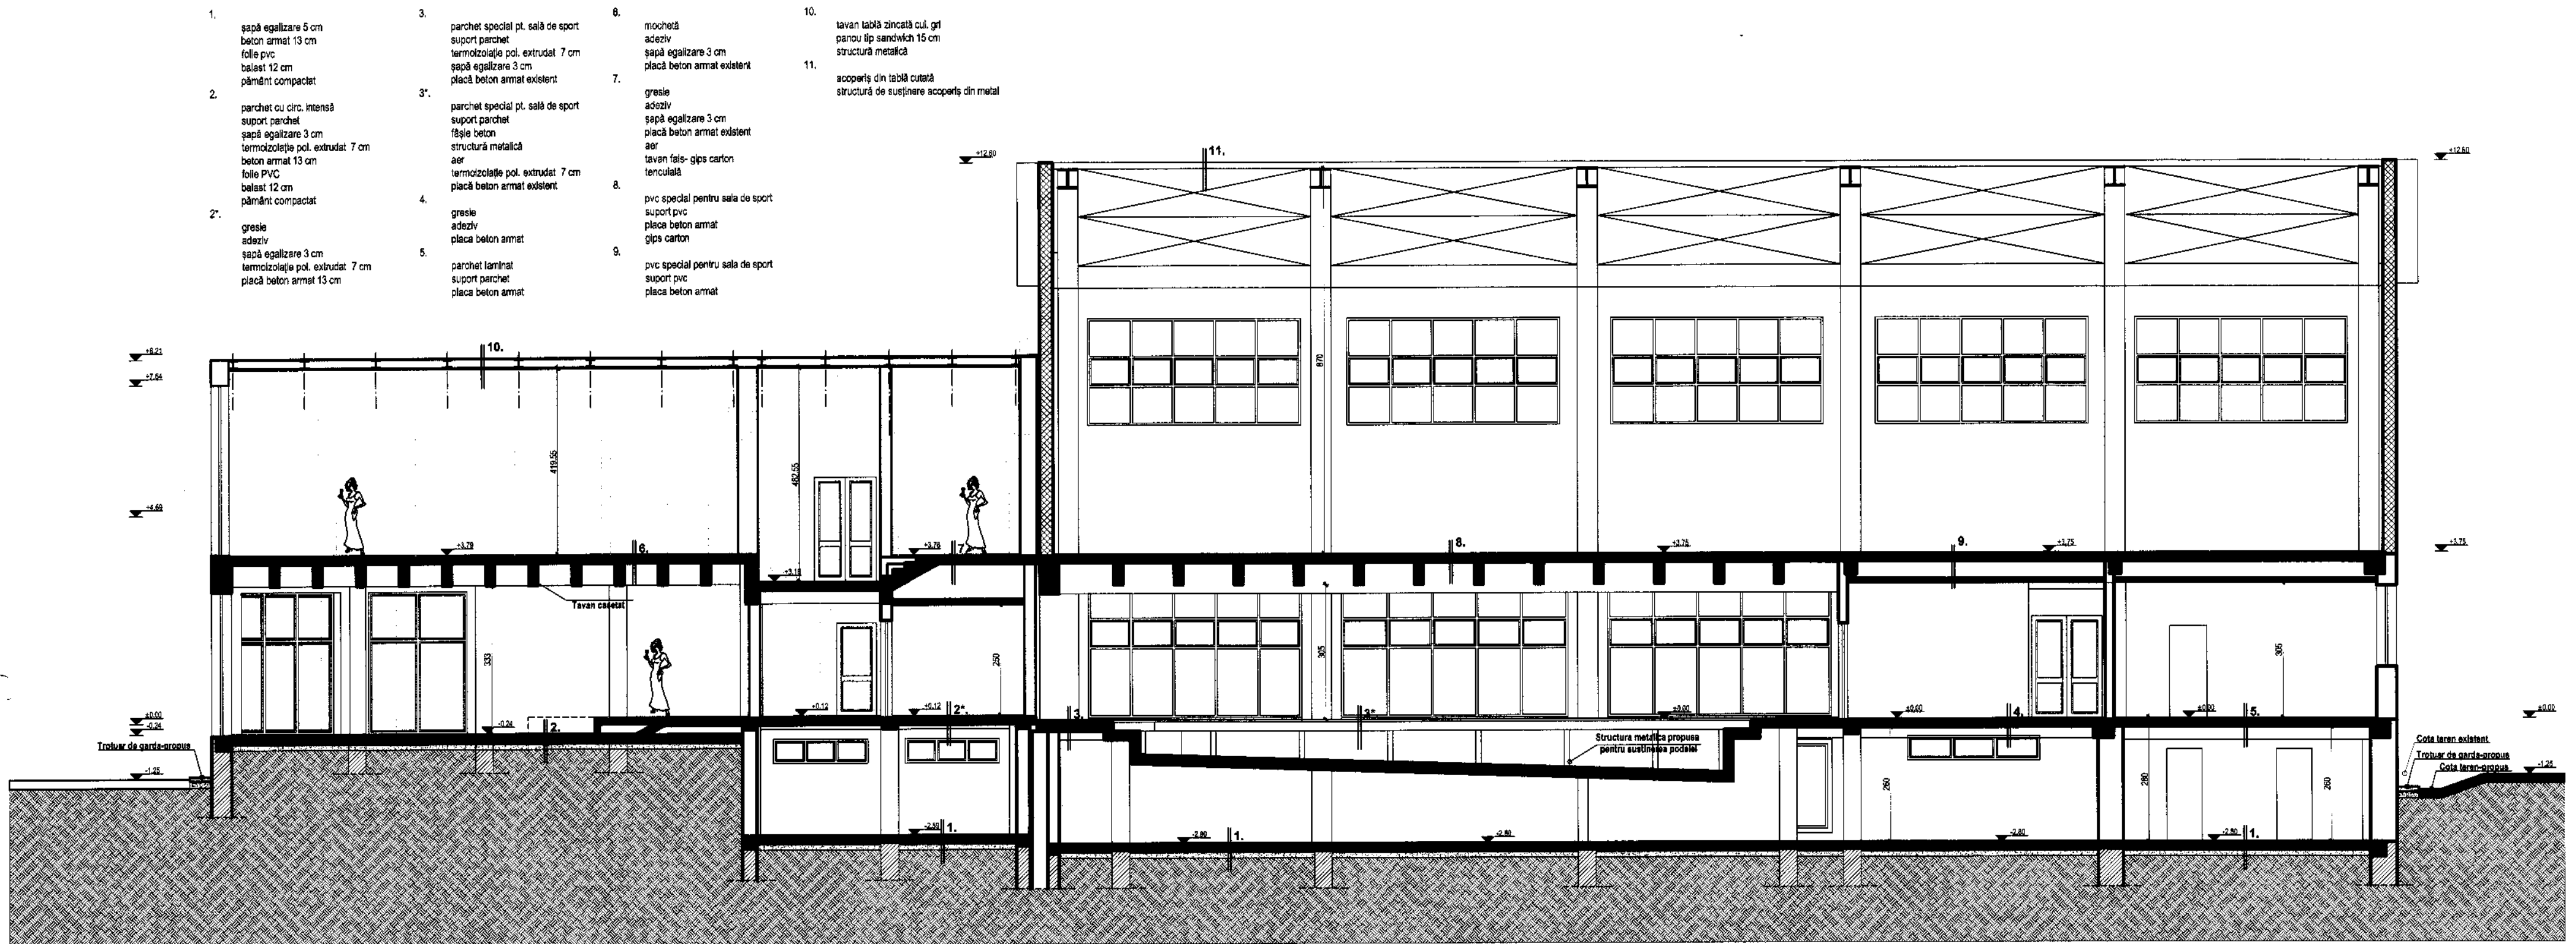 1.
şapă egalizare 5 cm
beton armat 13 cm
folie pvc
balast 12 cm
pământ compactat
2.
parchet cu circ. intensă
suport parchet
şapă egalizare 3 cm
termoizolaţie pol. extrudat 7 cm
beton armat 13 cm
folie PVC
balast 12 cm
pământ compactat
2*.
gresie
adeziv
şapă egalizare 3 cm
termoizolaţie pol. extrudat 7 cm
placă beton armat 13 cm
3.
parchet special pt. sală de sport
suport parchet
termoizolaţie pol. extrudat 7 cm
şapă egalizare 3 cm
placă beton armat existent
3*.
parchet special pt. sală de sport
suport parchet
fâşie beton
structură metalică
aer
termoizolaţie pol. extrudat 7 cm
placă beton armat existent
4.
gresie
adeziv
placa beton armat
5.
parchet laminat
suport parchet
placa beton armat
6.
mochetă
adeziv
şapă egalizare 3 cm
placă beton armat existent
7.
gresie
adeziv
şapă egalizare 3 cm
placă beton armat existent
aer
tavan fals- gips carton
tencuială
8.
pvc special pentru sala de sport
suport pvc
placa beton armat
gips carton
9.
pvc special pentru sala de sport
suport pvc
placa beton armat
10.
tavan tablă zincată cul. gri
panou tip sandwich 15 cm
structură metalică
11.
acoperiş din tablă cutată
structură de susţinere acoperiş din metal
+12.60
11.
+12.60
+8.21
10.
+7.64
870
419.55
482.55
+4.69
+3.79
6.
+3.78
7.
8.
+3.75
9.
+3.75
+3.75
+3.18
Tavan casetat
333
250
305
305
±0.00
-0.24
-0.24
2.
+0.12
+0.12
2*.
3.
3*.
±0.00
±0.00
4.
±0.00
5.
±0.00
Trotuar de garda-propus
-1.25
Structura metalica propusa
pentru sustinerea podelei
Cota teren existent
Trotuar de garda-propus
Cota teren-propus
-1.25
260
280
260
-2.50
1.
-2.80
1.
-2.80
-2.80
-2.80
1.